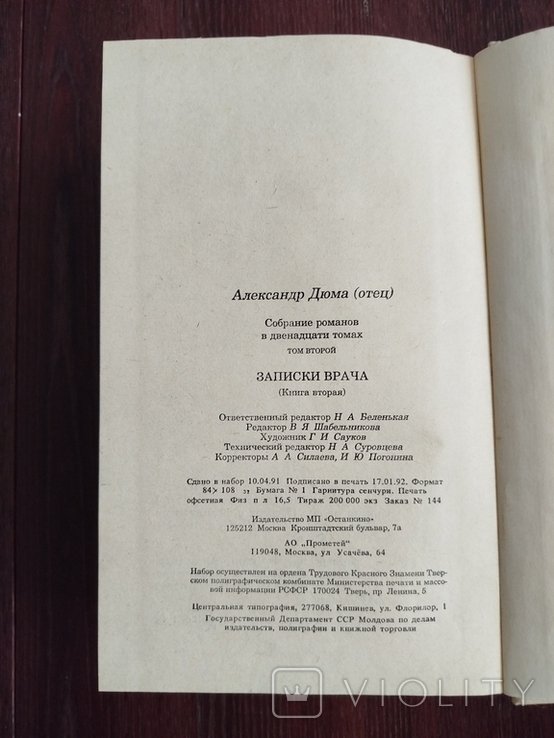 Александр Дюма (отец)
Собрание романов
в двенадцати томах
ТОМ ВТОРОЙ
ЗАПИСКИ ВРАЧА
(Книга вторая)
Ответственный редактор Н А Беленькая
Редактор В Я Шабельникова
Художник Г И Сауков
Технический редактор Н А Суровцева
Корректоры А А Силаева, И Ю Погонина
Сдано в набор 10.04.91 Подписано в печать 17.01.92. Формат
84×108 Бумага № 1 Гарнитура сенчури. Печать
офсетная Физ п л 16,5 Тираж 200 000 экз Заказ № 144
Издательство МП «Останкино»
125212 Москва Кронштадтский бульвар, 7а
АО „Прометей"
119048, Москва, ул Усачёва, 64
Набор осуществлен на ордена Трудового Красного Знамени Твер-
ском полиграфическом комбинате Министерства печати и массо-
вой информации РСФСР 170024 Тверь, пр Ленина, 5
Центральная типография, 277068, Кишинев, ул. Флорилор, 1
Государственный Департамент ССР Молдова по делам
издательств, полиграфии и книжной торговли
VIOLITY